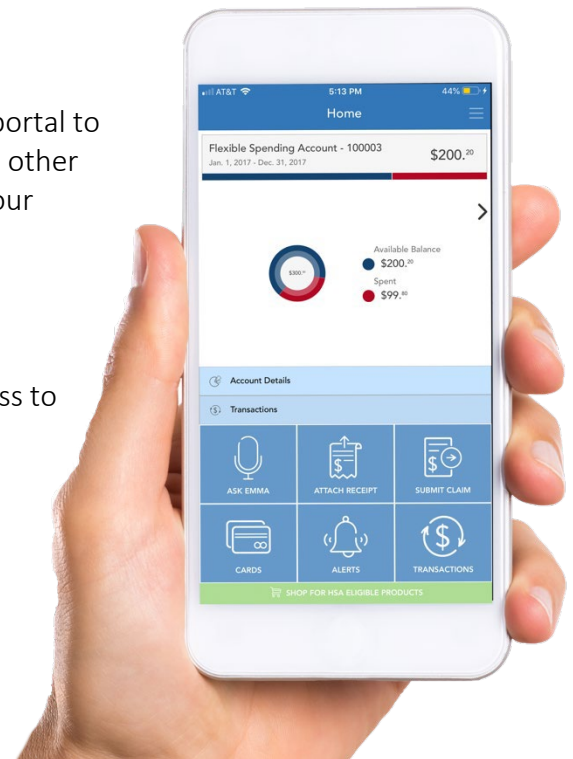 portal to
other
our
ss to
AT&T 5:13 PM 44%
Home
Flexible Spending Account - 100003
Jan. 1, 2017 - Dec. 31, 2017
$200.20
Available Balance
$200.20
Spent
$99.80
Account Details
Transactions
ASK EMMA
ATTACH RECEIPT
SUBMIT CLAIM
CARDS
ALERTS
TRANSACTIONS
SHOP FOR HSA ELIGIBLE PRODUCTS